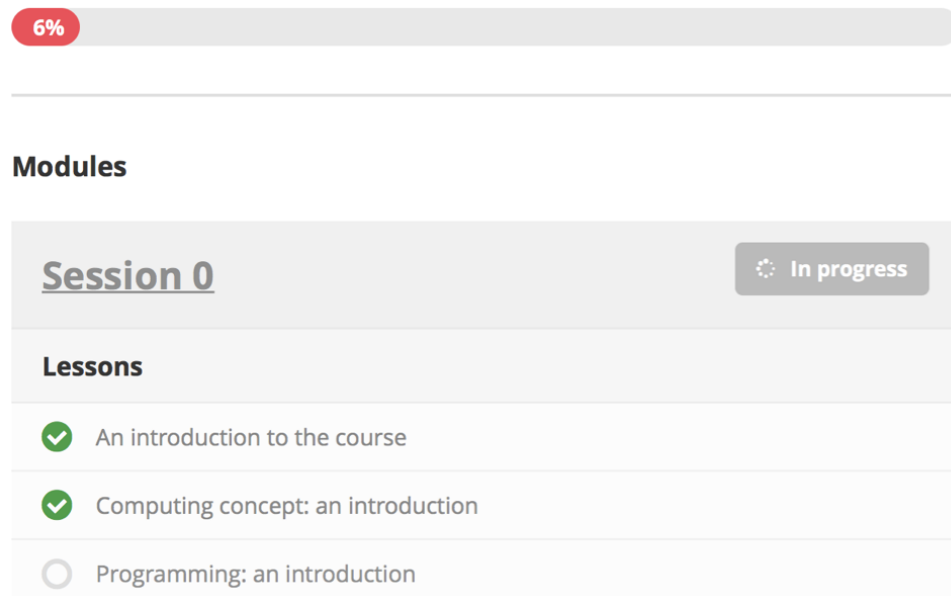 6%
Modules
Session 0
In progress
Lessons
An introduction to the course
Computing concept: an introduction
Programming: an introduction